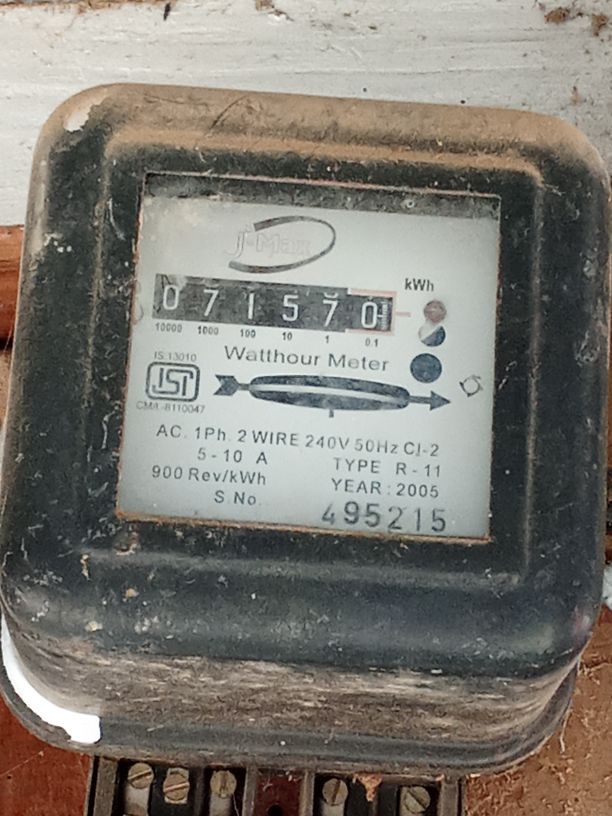 J-Max
kWh
0 7 1 5 7 0
10000 1000 100 10 1 0.1
Watthour Meter
IS 13010
ISI
CM/L-8110047
AC. 1Ph. 2 WIRE 240V 50Hz Cl-2
5 - 10 A TYPE R - 11
900 Rev/kWh YEAR : 2005
S No. 495215